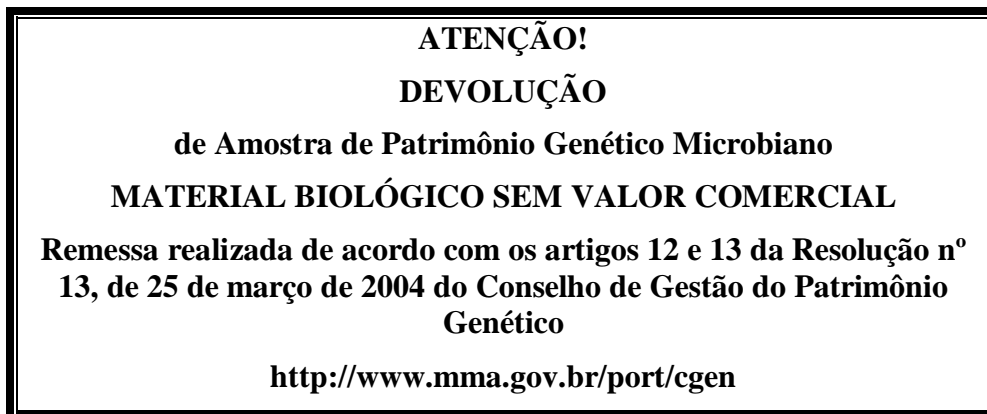 ATENÇÃO!
DEVOLUÇÃO
de Amostra de Patrimônio Genético Microbiano
MATERIAL BIOLÓGICO SEM VALOR COMERCIAL
Remessa realizada de acordo com os artigos 12 e 13 da Resolução nº
13, de 25 de março de 2004 do Conselho de Gestão do Patrimônio
Genético
http://www.mma.gov.br/port/cgen